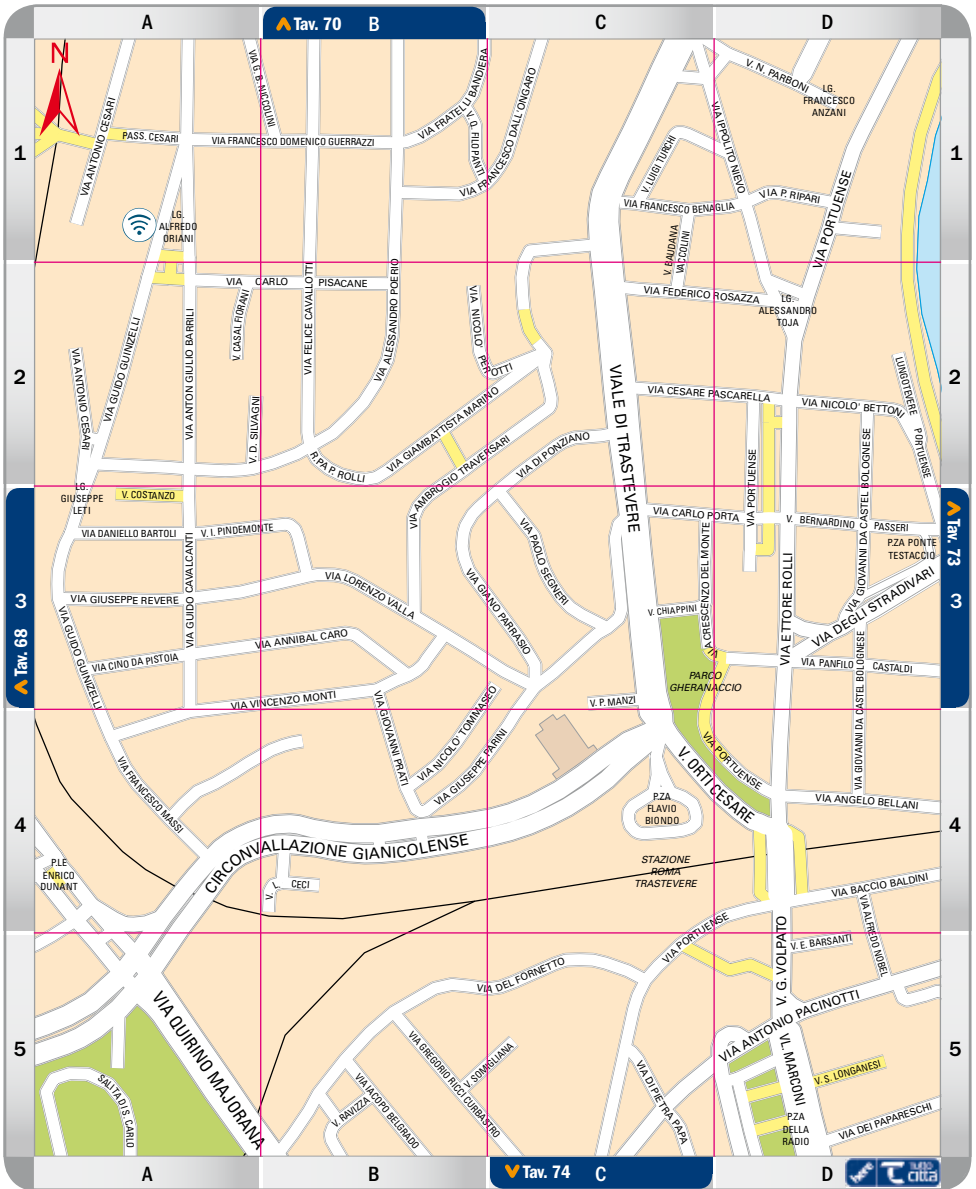 A
Tav. 70 B
C
D
N
VIA G. B. NICCOLINI
VIA ANTONIO CESARI
PASS. CESARI
VIA FRANCESCO DOMENICO GUERRAZZI
VIA FRATELLI BANDIERA
V. Q. FILOPANTI
VIA FRANCESCO DALL'ONGARO
V. N. PARBONI
LG.
FRANCESCO
ANZANI
VIA IPPOLITO NIEVO
V. LUIGI TURCHI
VIA FRANCESCO BENAGLIA
VIA P. RIPARI
VIA PORTUENSE
1
1
LG.
ALFREDO
ORIANI
V. BAUDANA
VACCOLINI
VIA CARLO PISACANE
V. CASALFIORANI
VIA FELICE CAVALLOTTI
VIA ALESSANDRO POERIO
VIA NICOLO' PEROTTI
VIA FEDERICO ROSAZZA
LG.
ALESSANDRO
TOJA
VIA GUIDO GUINIZELLI
VIA ANTON GIULIO BARRILI
VIA ANTONIO CESARI
V. D. SILVAGNI
2
2
VIALE DI TRASTEVERE
VIA CESARE PASCARELLA
VIA NICOLO' BETTONI
LUNGOTEVERE
PORTUENSE
R.PA P. ROLLI
VIA GIAMBATTISTA MARINO
VIA AMBROGIO TRAVERSARI
VIA DI PONZIANO
VIA PORTUENSE
VIA GIOVANNI DA CASTEL BOLOGNESE
LG.
GIUSEPPE
LETI
V. COSTANZO
VIA DANIELLO BARTOLI
V. I. PINDEMONTE
VIA CARLO PORTA
V. BERNARDINO PASSERI
P.ZA PONTE
TESTACCIO
Tav. 68
3
3
Tav. 73
VIA GUIDO CAVALCANTI
VIA GIUSEPPE REVERE
VIA LORENZO VALLA
VIA PAOLO SEGNERI
VIA GIANO PARRASIO
V. CHIAPPINI
VIA CRESCENZO DEL MONTE
VIA ETTORE ROLLI
VIA DEGLI STRADIVARI
VIA GUIDO GUINIZELLI
VIA CINO DA PISTOIA
VIA ANNIBAL CARO
VIA PANFILO CASTALDI
PARCO
GHERANACCIO
VIA VINCENZO MONTI
VIA GIOVANNI PRATI
VIA NICOLO' TOMMASEO
VIA GIUSEPPE PARINI
V. P. MANZI
VIA PORTUENSE
VIA GIOVANNI DA CASTEL BOLOGNESE
VIA FRANCESCO MASSI
V. ORTI CESARE
VIA ANGELO BELLANI
P.ZA
FLAVIO
BIONDO
4
4
CIRCONVALLAZIONE GIANICOLENSE
P.LE
ENRICO
DUNANT
V. L. CECI
STAZIONE
ROMA
TRASTEVERE
VIA BACCIO BALDINI
VIA ALFREDO NOBEL
VIA PORTUENSE
V. G. VOLPATO
V. E. BARSANTI
VIA DEL FORNETTO
VIA QUIRINO MAJORANA
VIA ANTONIO PACINOTTI
5
5
VIA GREGORIO RICCI CURBASTRO
V. SOMIGLIANA
VIA JACOPO BELGRADO
V. RAVIZZA
VIA DI PIETRA PAPA
VL. MARCONI
V. S. LONGANESI
SALITA DI S. CARLO
P.ZA
DELLA
RADIO
VIA DEI PAPARESCHI
A
B
Tav. 74 C
D
here
TUTTO
CITTÀ